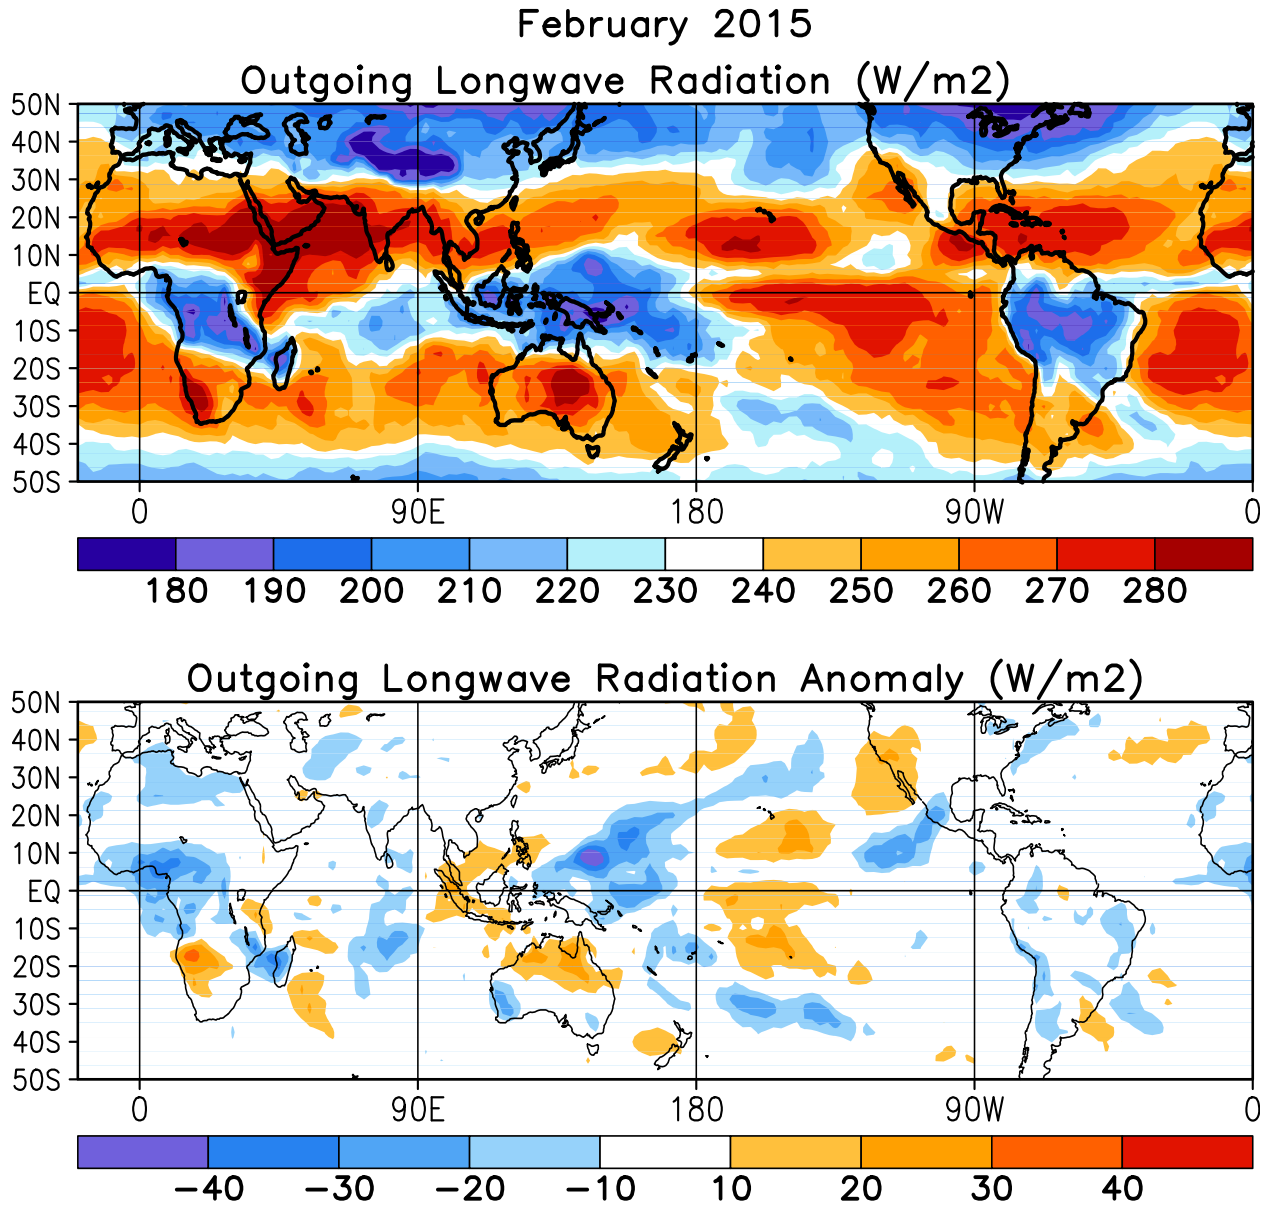 February 2015
Outgoing Longwave Radiation (W/m2)
50N
40N
30N
20N
10N
EQ
10S
20S
30S
40S
50S
0 90E 180 90W 0
180 190 200 210 220 230 240 250 260 270 280
Outgoing Longwave Radiation Anomaly (W/m2)
50N
40N
30N
20N
10N
EQ
10S
20S
30S
40S
50S
0 90E 180 90W 0
−40 −30 −20 −10 10 20 30 40